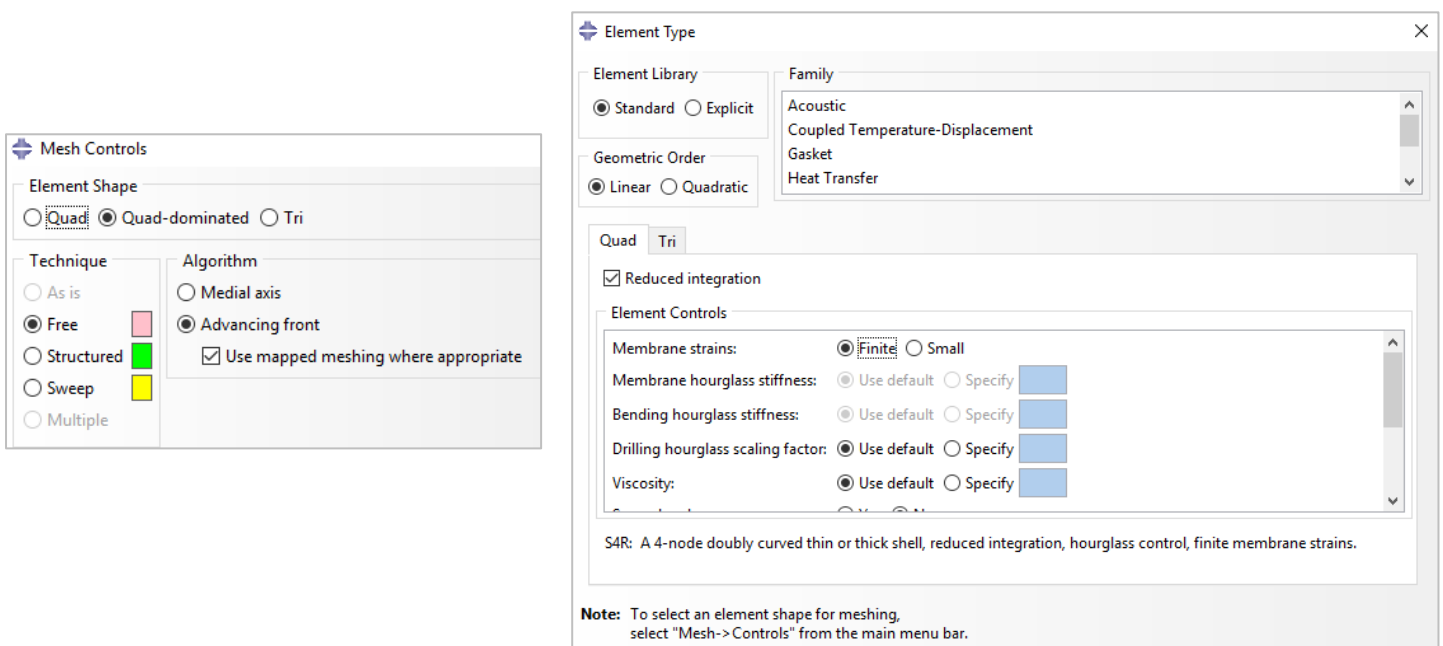 Mesh Controls
Element Shape
Quad Quad-dominated Tri
Technique
As is
Free
Structured
Sweep
Multiple
Algorithm
Medial axis
Advancing front
Use mapped meshing where appropriate
Element Type
Element Library
Standard Explicit
Geometric Order
Linear Quadratic
Family
Acoustic
Coupled Temperature-Displacement
Gasket
Heat Transfer
Quad Tri
Reduced integration
Element Controls
Membrane strains: Finite Small
Membrane hourglass stiffness: Use default Specify
Bending hourglass stiffness: Use default Specify
Drilling hourglass scaling factor: Use default Specify
Viscosity: Use default Specify
S4R: A 4-node doubly curved thin or thick shell, reduced integration, hourglass control, finite membrane strains.
Note: To select an element shape for meshing,
select "Mesh->Controls" from the main menu bar.